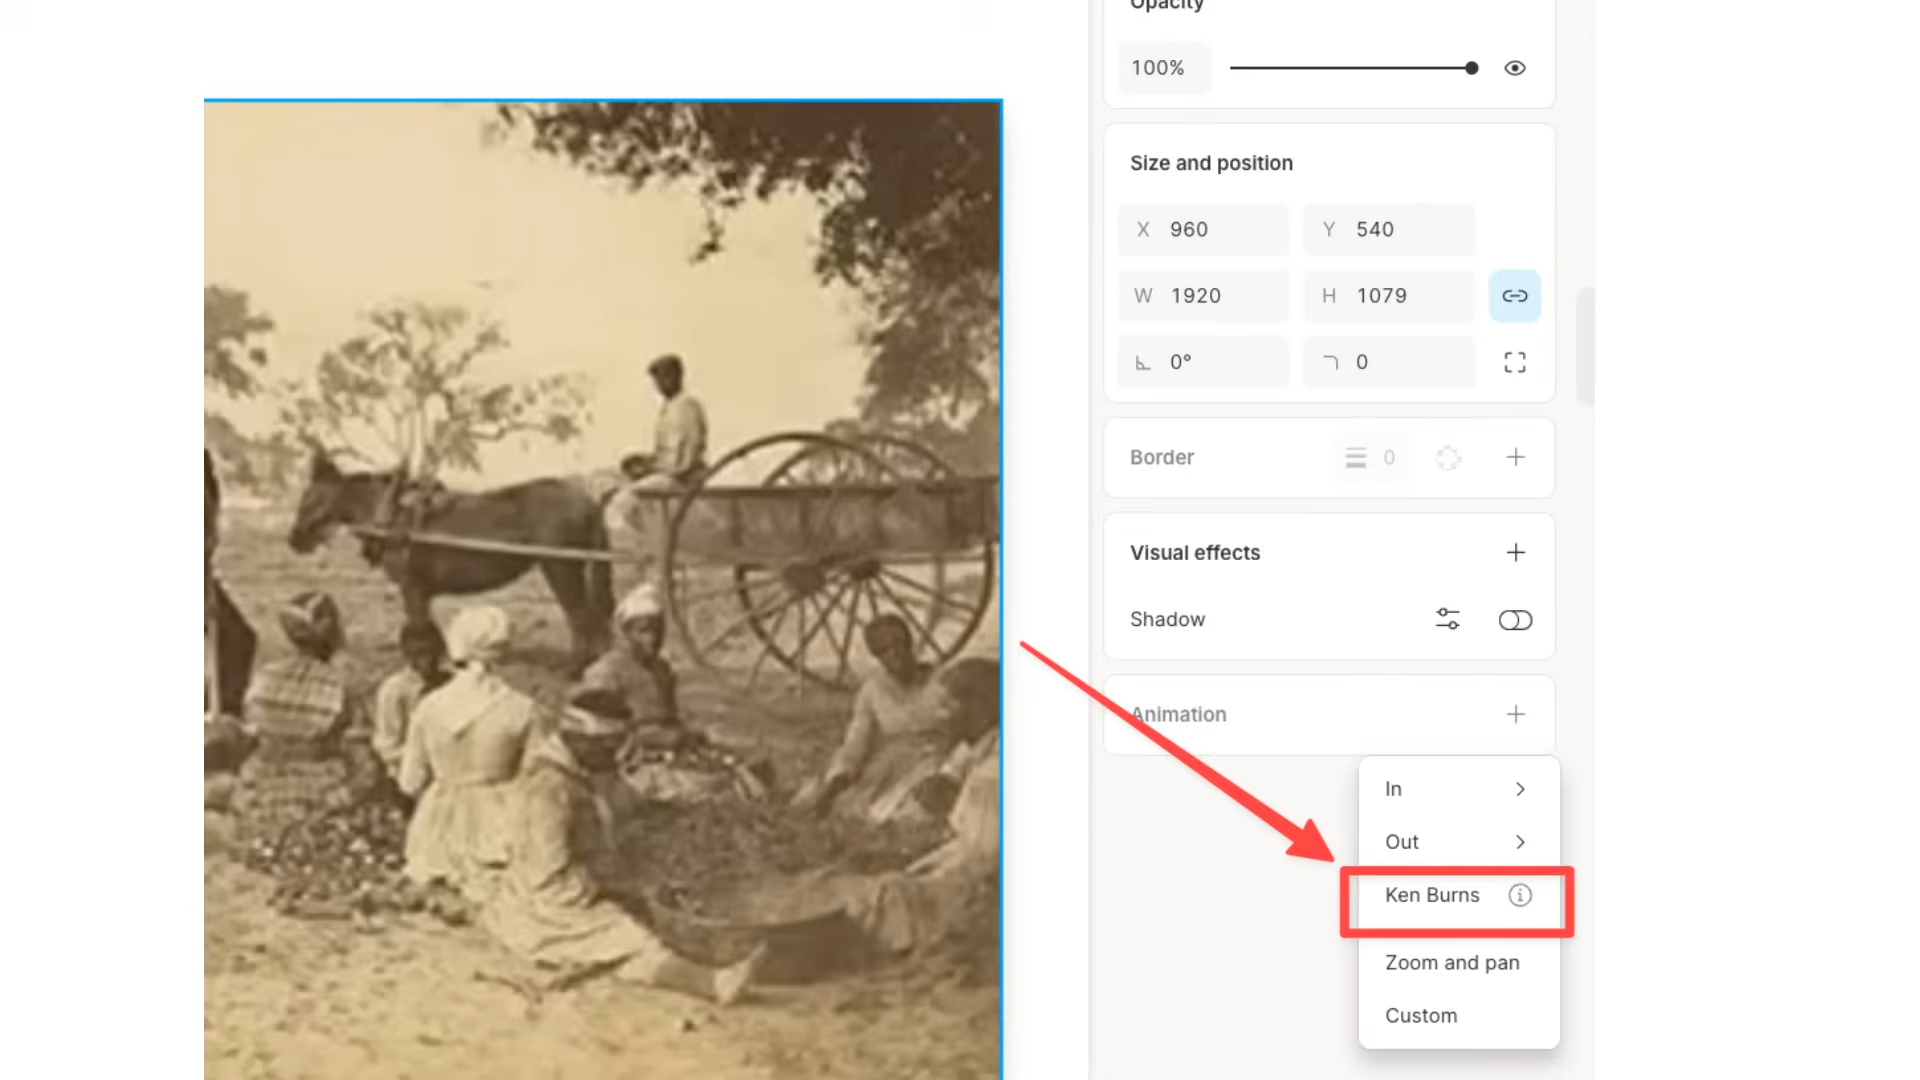 Opacity
100%
Size and position
X 960
Y 540
W 1920
H 1079
0°
0
Border
0
Visual effects
Shadow
Animation
In
Out
Ken Burns
Zoom and pan
Custom